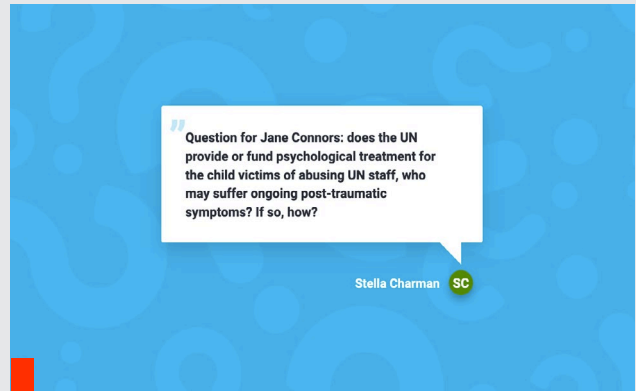 "
Question for Jane Connors: does the UN
provide or fund psychological treatment for
the child victims of abusing UN staff, who
may suffer ongoing post-traumatic
symptoms? If so, how?
Stella Charman SC